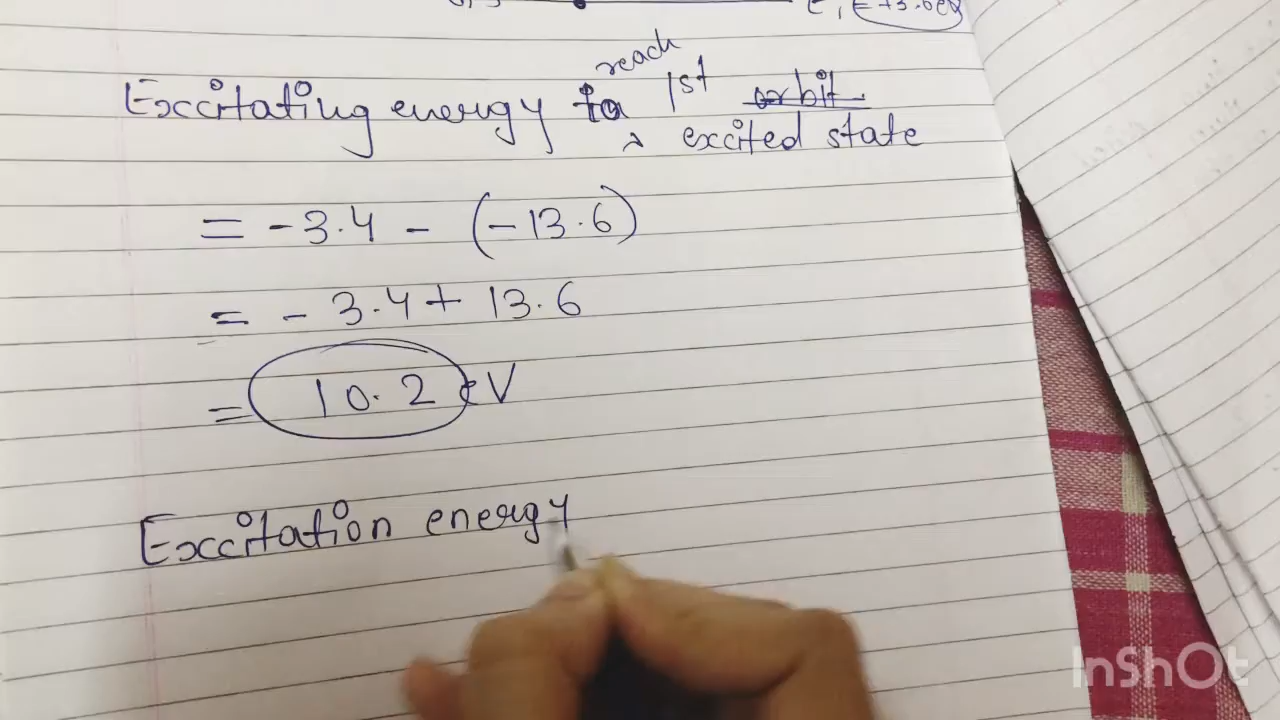 reach
Excitating energy to 1st orbit
excited state
= -3.4 - (-13.6)
= - 3.4 + 13.6
= 10.2 eV
Excitation energy
InShOt